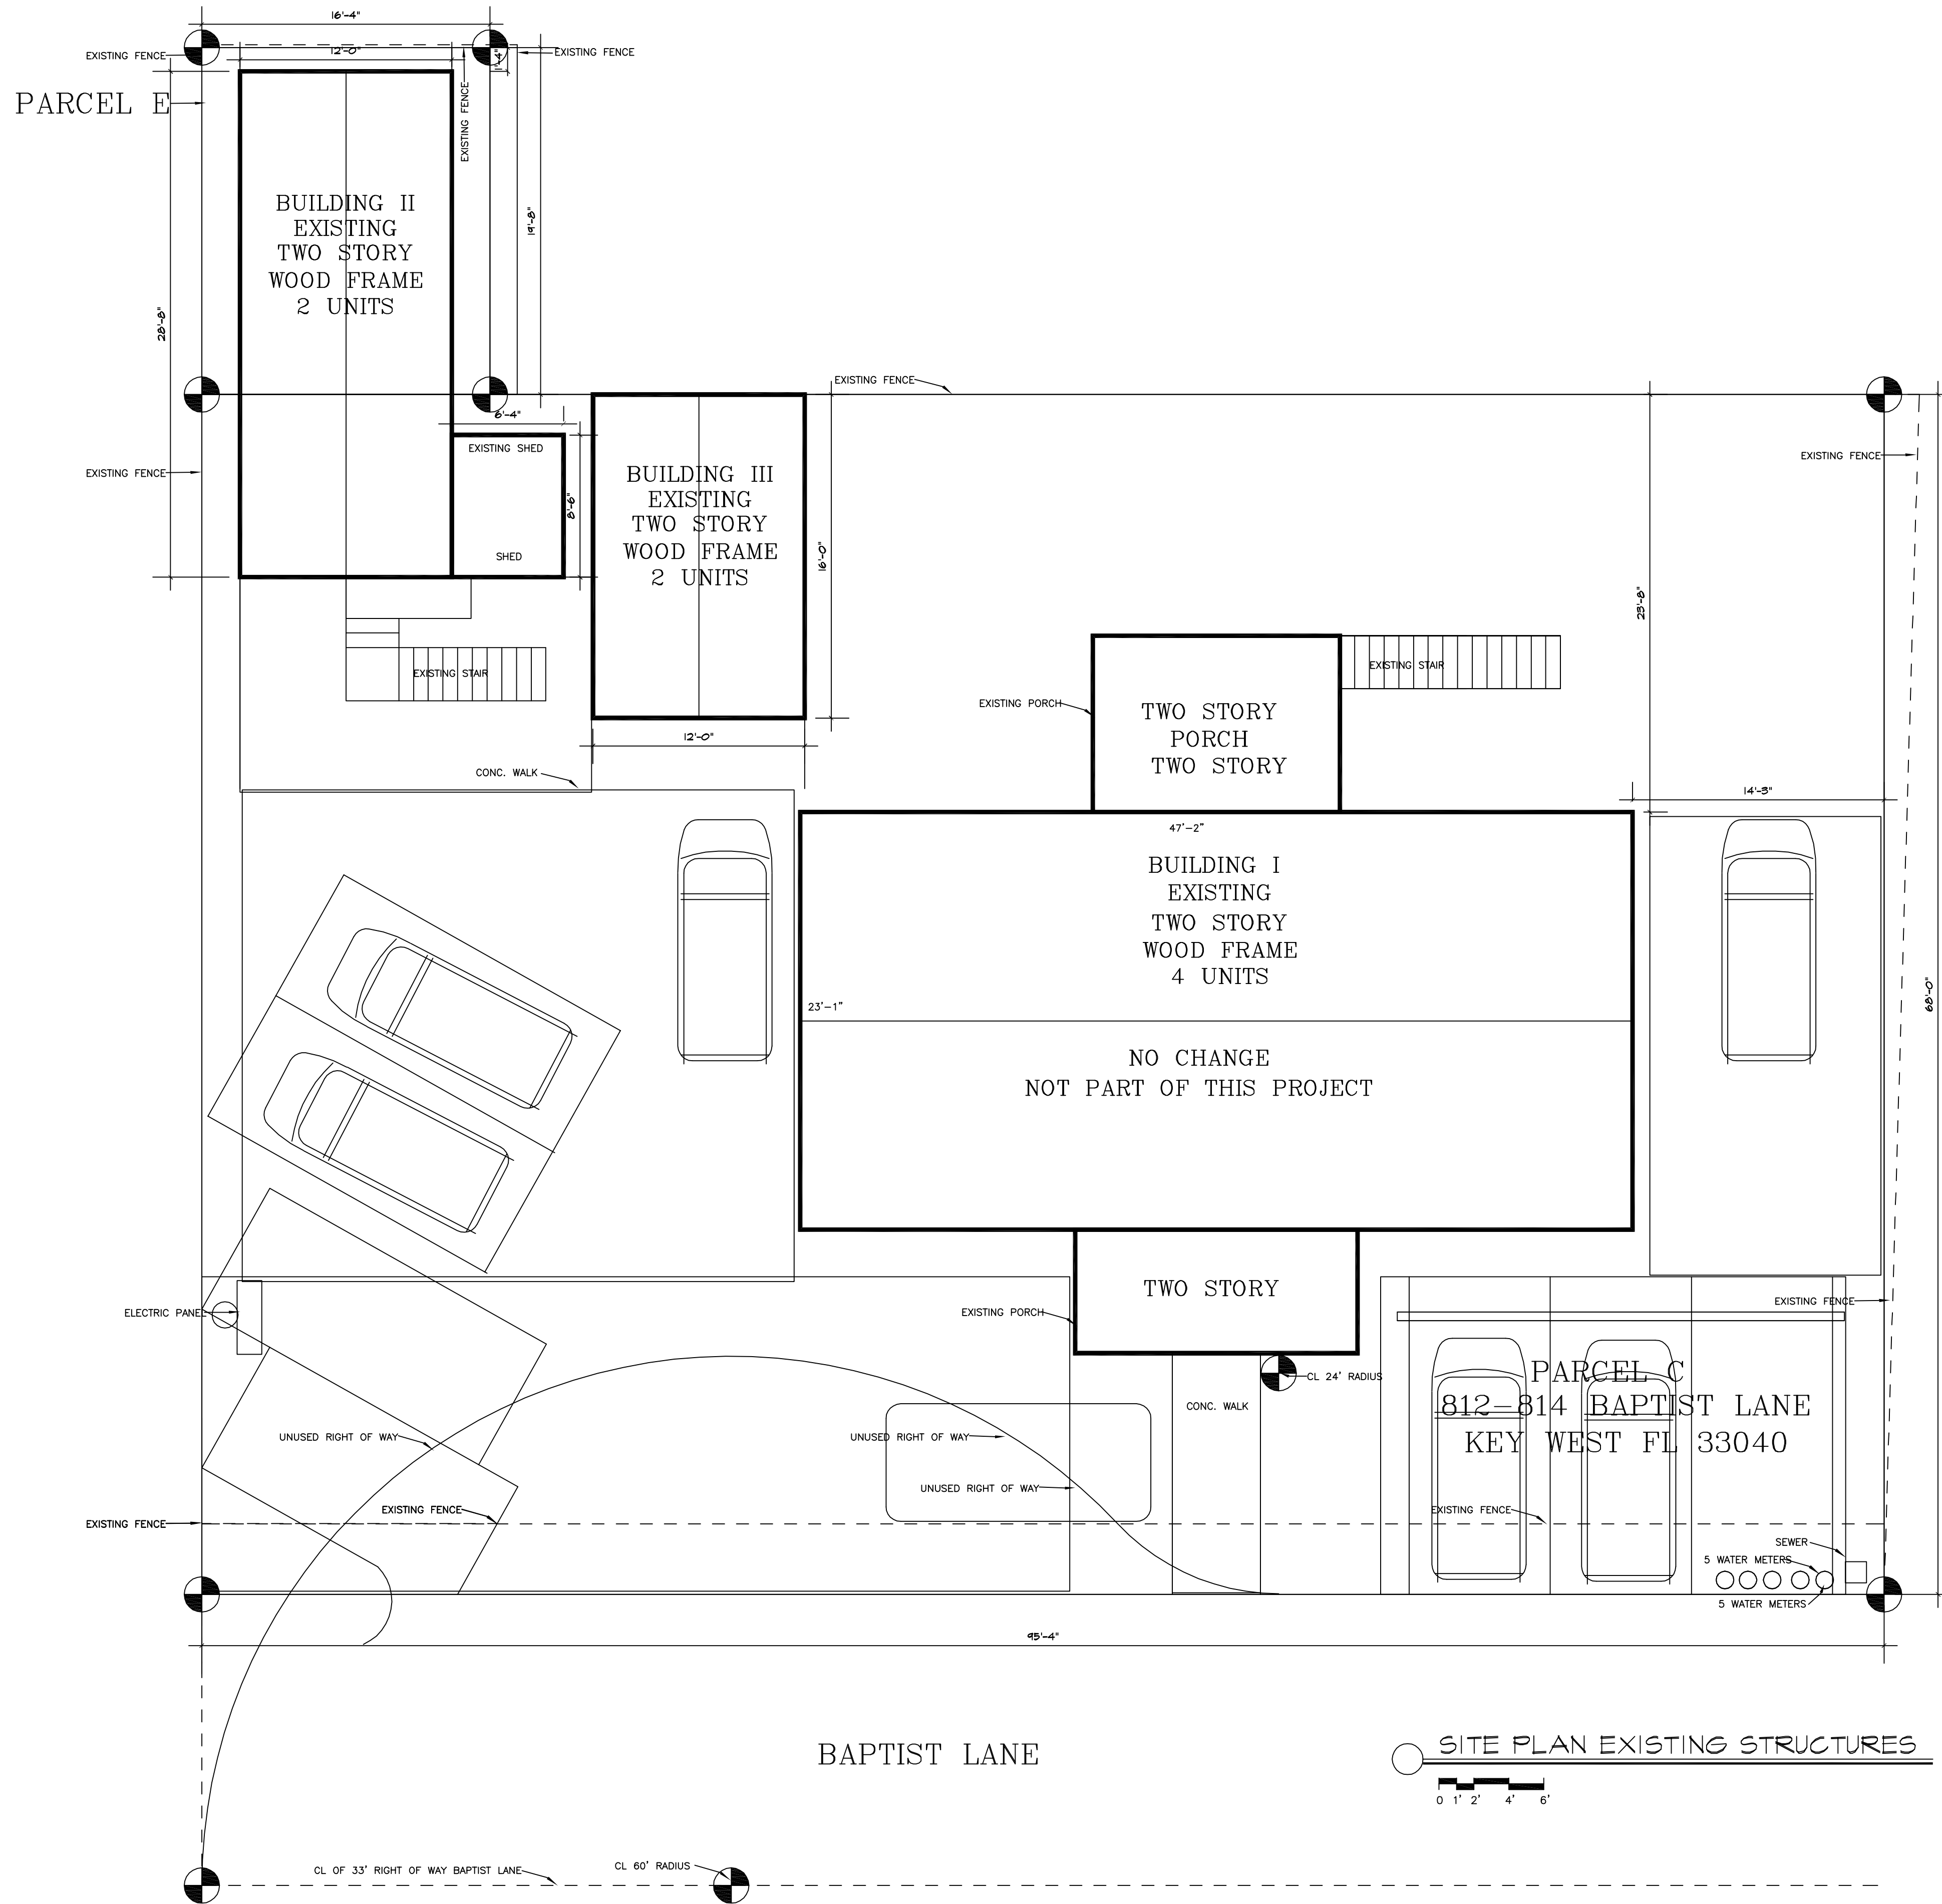 16'-4"
EXISTING FENCE
12'-0"
1'-4"
EXISTING FENCE
EXISTING FENCE
PARCEL E
BUILDING II
EXISTING
TWO STORY
WOOD FRAME
2 UNITS
19'-8"
28'-8"
EXISTING FENCE
6'-4"
EXISTING SHED
8'-6"
SHED
EXISTING FENCE
BUILDING III
EXISTING
TWO STORY
WOOD FRAME
2 UNITS
16'-0"
12'-0"
EXISTING FENCE
23'-8"
EXISTING STAIR
EXISTING STAIR
EXISTING PORCH
TWO STORY
PORCH
TWO STORY
CONC. WALK
14'-3"
47'-2"
BUILDING I
EXISTING
TWO STORY
WOOD FRAME
4 UNITS
23'-1"
NO CHANGE
NOT PART OF THIS PROJECT
68'-0"
TWO STORY
EXISTING PORCH
ELECTRIC PANEL
EXISTING FENCE
CL 24' RADIUS
PARCEL C
812-814 BAPTIST LANE
KEY WEST FL 33040
CONC. WALK
UNUSED RIGHT OF WAY
UNUSED RIGHT OF WAY
UNUSED RIGHT OF WAY
EXISTING FENCE
EXISTING FENCE
EXISTING FENCE
SEWER
5 WATER METERS
5 WATER METERS
95'-4"
BAPTIST LANE
SITE PLAN EXISTING STRUCTURES
0 1' 2' 4' 6'
CL OF 33' RIGHT OF WAY BAPTIST LANE
CL 60' RADIUS